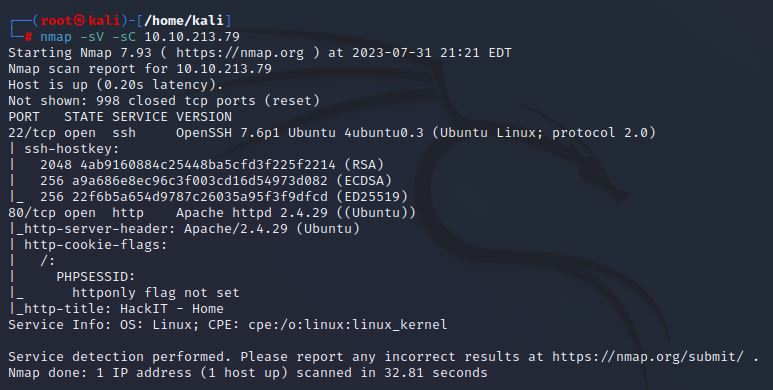 ┌──(root㉿kali)-[/home/kali]
└─# nmap -sV -sC 10.10.213.79
Starting Nmap 7.93 ( https://nmap.org ) at 2023-07-31 21:21 EDT
Nmap scan report for 10.10.213.79
Host is up (0.20s latency).
Not shown: 998 closed tcp ports (reset)
PORT   STATE SERVICE VERSION
22/tcp open  ssh     OpenSSH 7.6p1 Ubuntu 4ubuntu0.3 (Ubuntu Linux; protocol 2.0)
| ssh-hostkey:
|   2048 4ab9160884c25448ba5cfd3f225f2214 (RSA)
|   256 a9a686e8ec96c3f003cd16d54973d082 (ECDSA)
|_  256 22f6b5a654d9787c26035a95f3f9dfcd (ED25519)
80/tcp open  http    Apache httpd 2.4.29 ((Ubuntu))
|_http-server-header: Apache/2.4.29 (Ubuntu)
| http-cookie-flags:
|   /:
|     PHPSESSID:
|_      httponly flag not set
|_http-title: HackIT - Home
Service Info: OS: Linux; CPE: cpe:/o:linux:linux_kernel

Service detection performed. Please report any incorrect results at https://nmap.org/submit/ .
Nmap done: 1 IP address (1 host up) scanned in 32.81 seconds